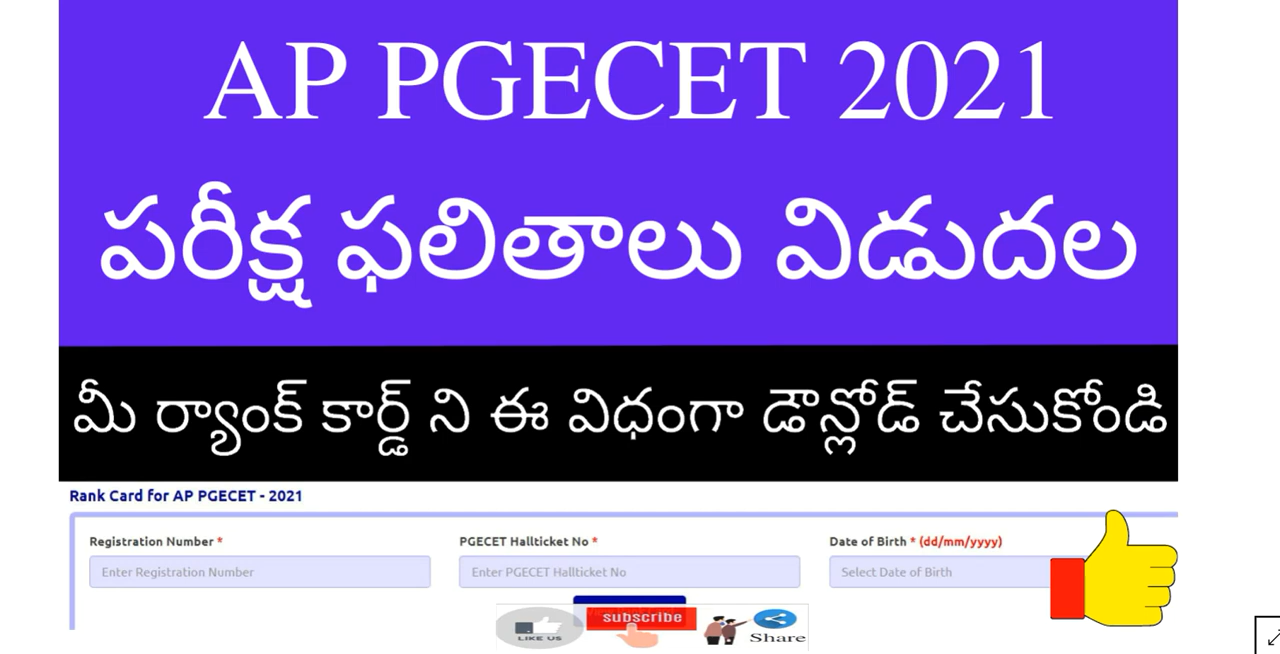 AP PGECET 2021
పరీక్ష ఫలితాలు విడుదల
మీ ర్యాంక్ కార్డ్ ని ఈ విధంగా డౌన్లోడ్ చేసుకోండి
Rank Card for AP PGECET - 2021
Registration Number * PGECET Hallticket No * Date of Birth * (dd/mm/yyyy)
Enter Registration Number Enter PGECET Hallticket No Select Date of Birth
LIKE US subscribe Share